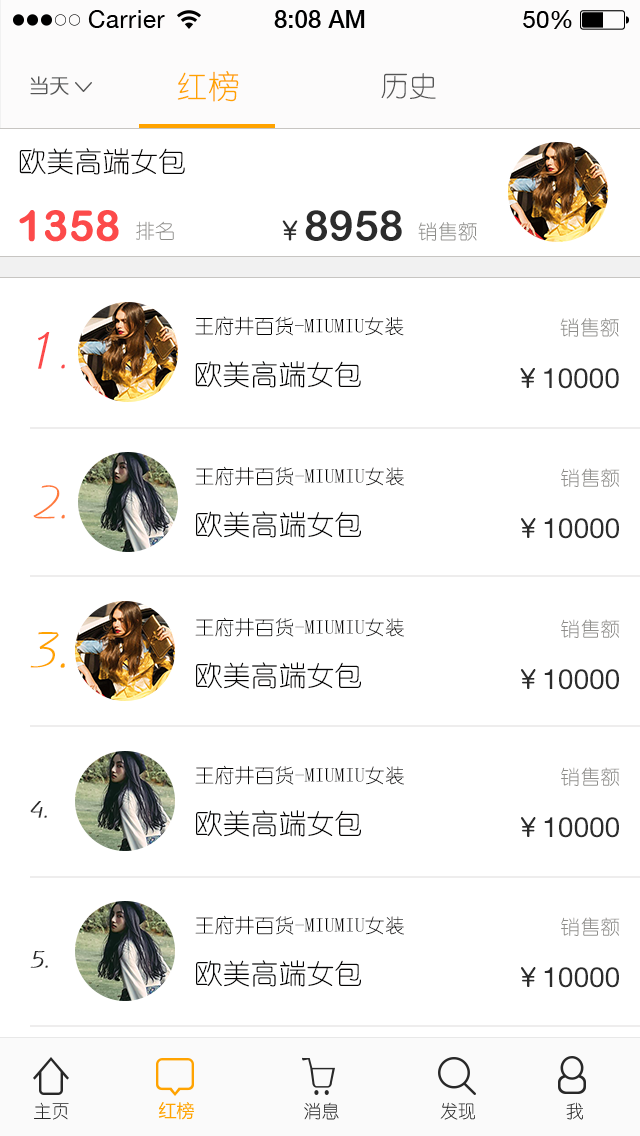 Carrier 8:08 AM 50%
当天 红榜 历史
欧美高端女包
1358 排名 ¥8958 销售额
王府井百货-MIUMIU女装 销售额
1. 欧美高端女包 ¥10000
王府井百货-MIUMIU女装 销售额
2. 欧美高端女包 ¥10000
王府井百货-MIUMIU女装 销售额
3. 欧美高端女包 ¥10000
王府井百货-MIUMIU女装 销售额
4. 欧美高端女包 ¥10000
王府井百货-MIUMIU女装 销售额
5. 欧美高端女包 ¥10000
主页 红榜 消息 发现 我